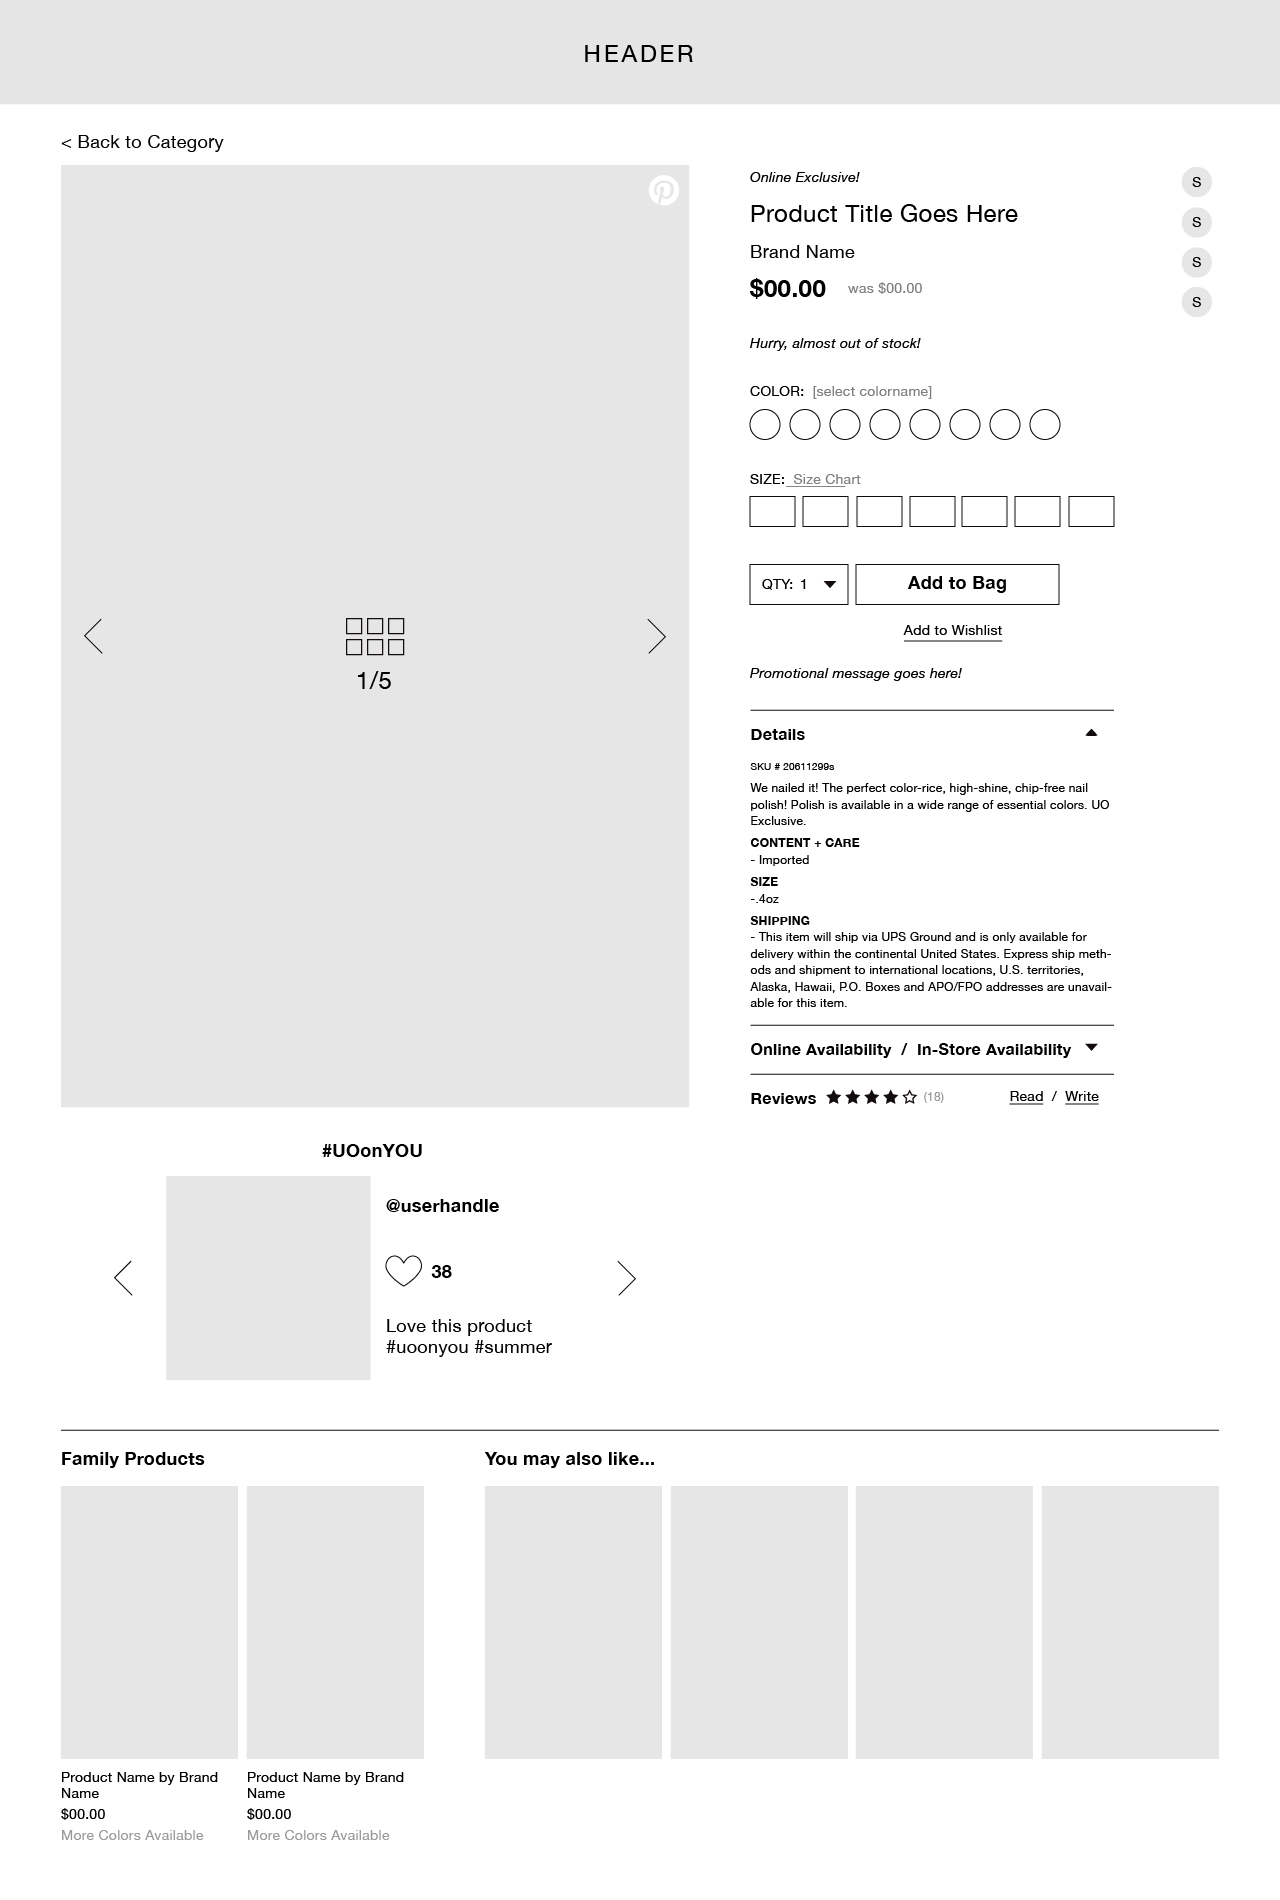 HEADER
< Back to Category
Online Exclusive!
S
Product Title Goes Here
S
Brand Name
S
$00.00 was $00.00
S
Hurry, almost out of stock!
COLOR: [select colorname]
SIZE: Size Chart
QTY: 1
Add to Bag
Add to Wishlist
1/5
Promotional message goes here!
Details
SKU # 20611299s
We nailed it! The perfect color-rice, high-shine, chip-free nail
polish! Polish is available in a wide range of essential colors. UO
Exclusive.
CONTENT + CARE
- Imported
SIZE
-.4oz
SHIPPING
- This item will ship via UPS Ground and is only available for
delivery within the continental United States. Express ship meth-
ods and shipment to international locations, U.S. territories,
Alaska, Hawaii, P.O. Boxes and APO/FPO addresses are unavail-
able for this item.
Online Availability / In-Store Availability
Reviews (18) Read / Write
#UOonYOU
@userhandle
38
Love this product
#uoonyou #summer
Family Products
You may also like...
Product Name by Brand
Name
$00.00
More Colors Available
Product Name by Brand
Name
$00.00
More Colors Available